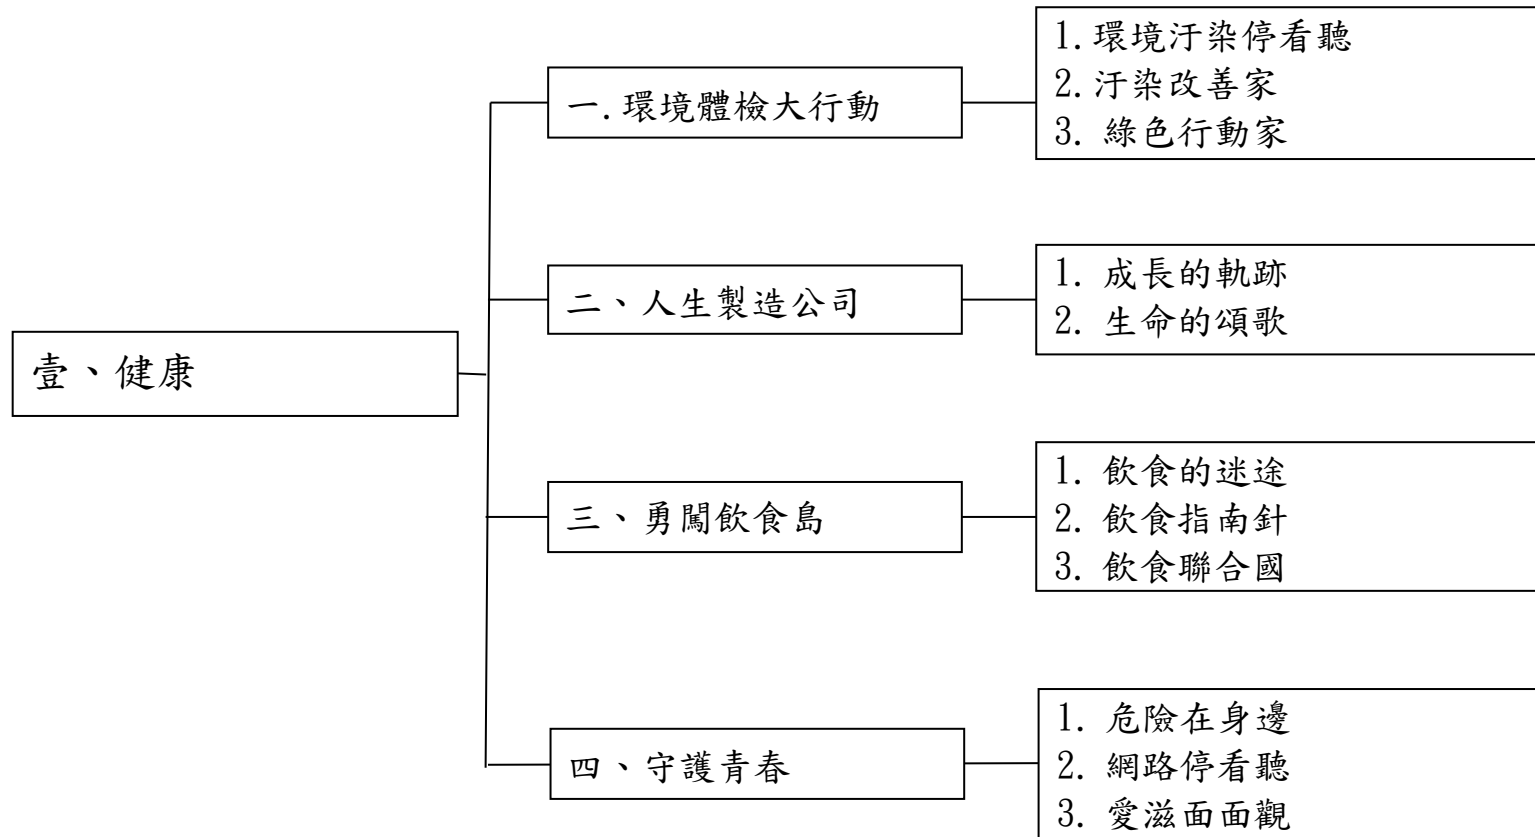 壹、健康
一.環境體檢大行動
1.環境汙染停看聽
2.汙染改善家
3. 綠色行動家
二、人生製造公司
1. 成長的軌跡
2. 生命的頌歌
三、勇闖飲食島
1. 飲食的迷途
2. 飲食指南針
3. 飲食聯合國
四、守護青春
1. 危險在身邊
2. 網路停看聽
3. 愛滋面面觀